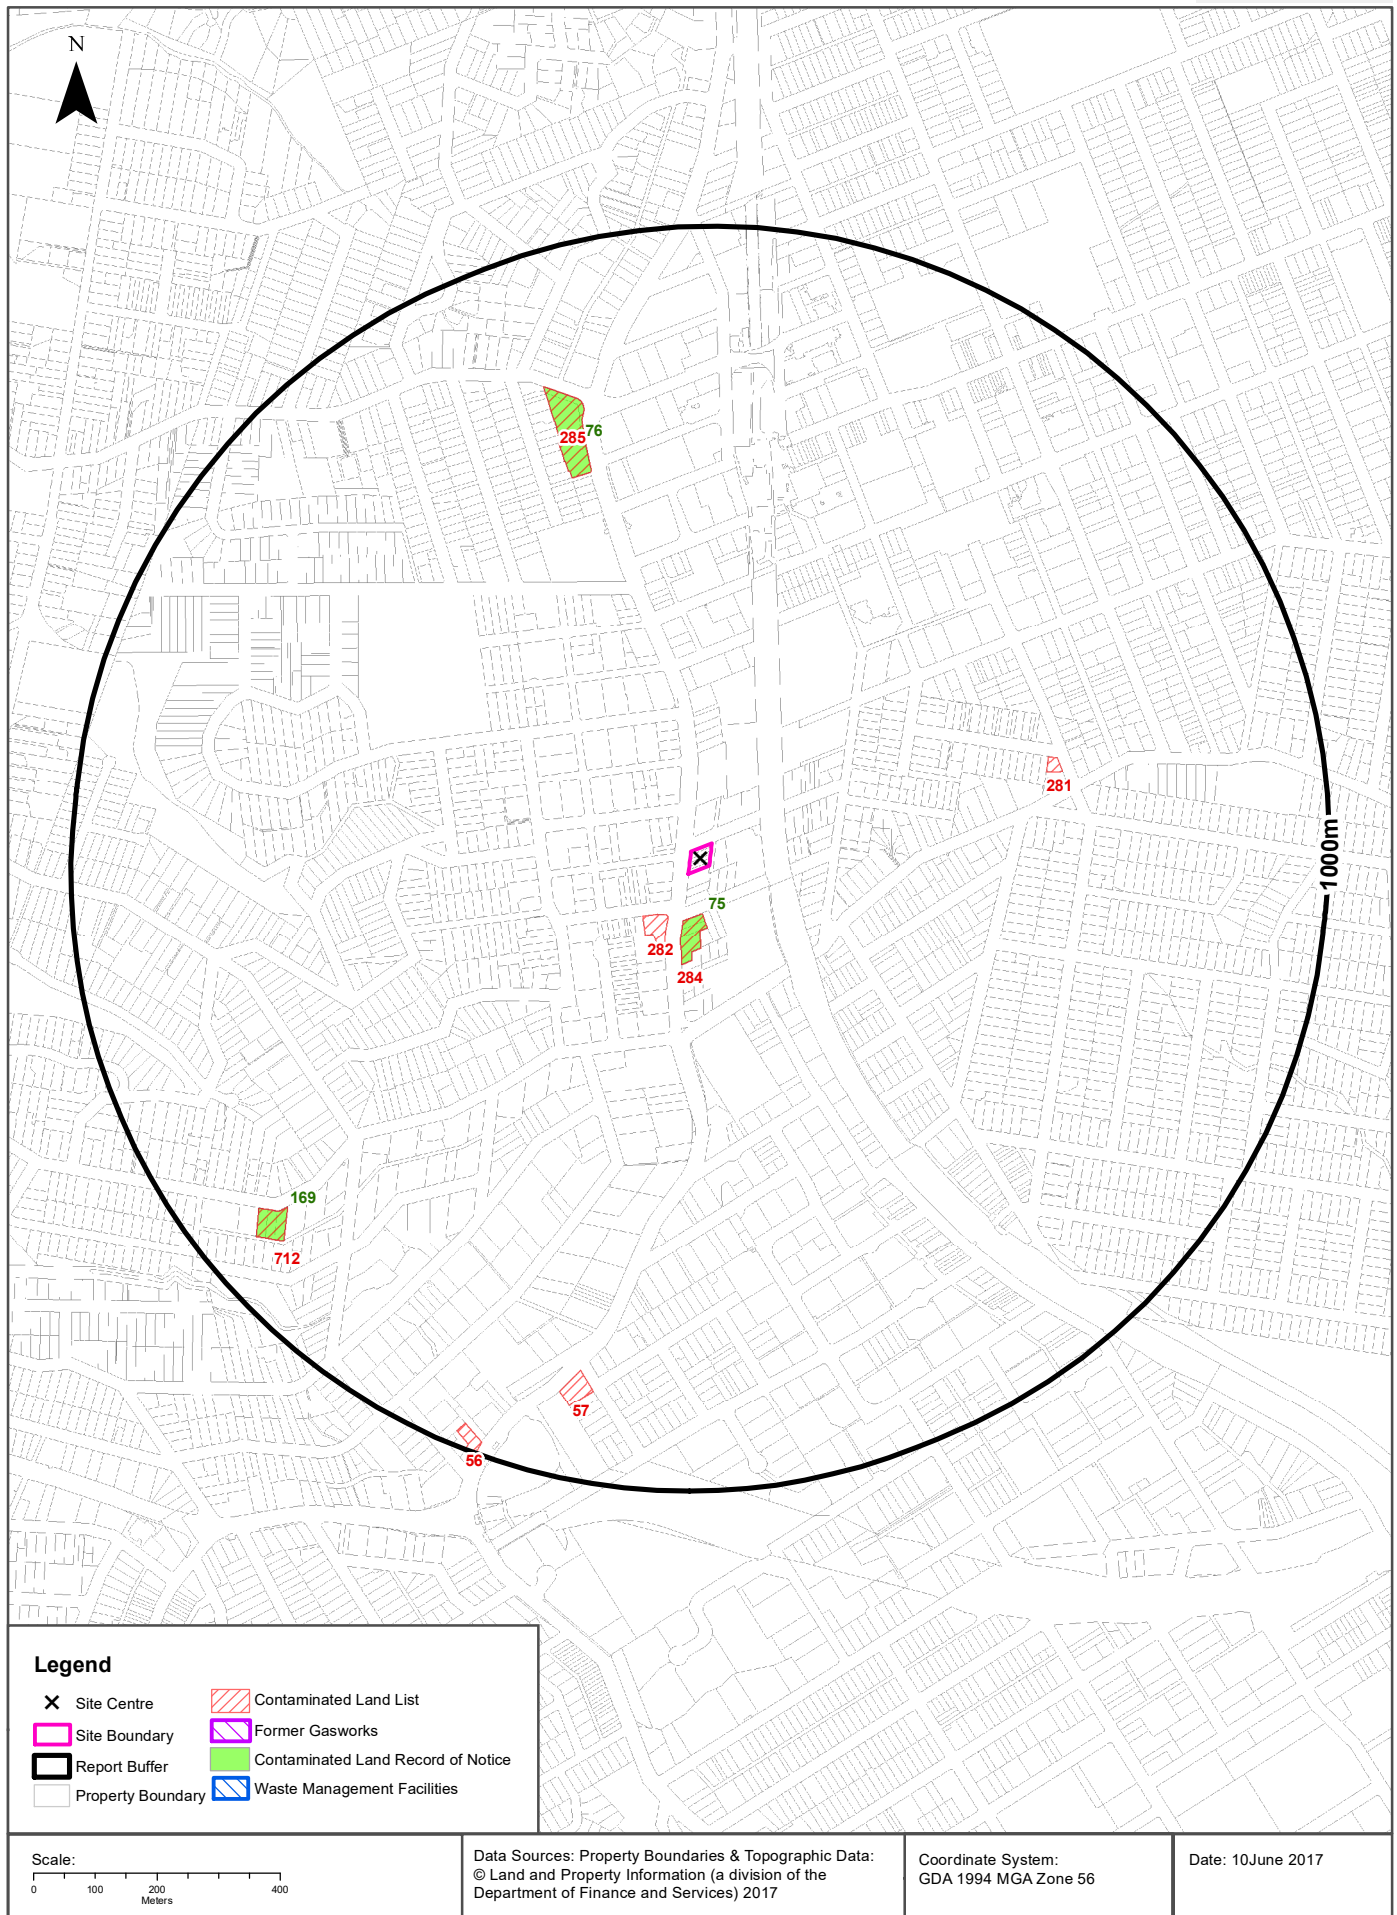 N
285
76
281
1000m
75
282
284
169
712
57
56
Legend
Site Centre
Site Boundary
Report Buffer
Property Boundary
Contaminated Land List
Former Gasworks
Contaminated Land Record of Notice
Waste Management Facilities
Scale:
0 100 200 400
Meters
Data Sources: Property Boundaries & Topographic Data:
© Land and Property Information (a division of the
Department of Finance and Services) 2017
Coordinate System:
GDA 1994 MGA Zone 56
Date: 10June 2017